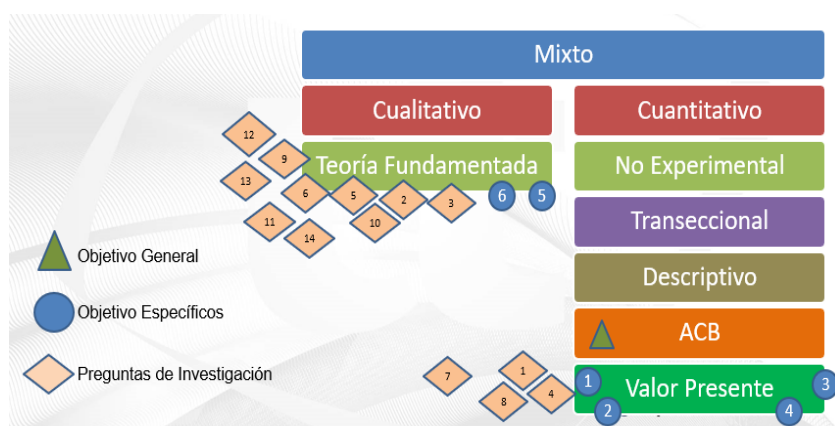 Mixto
Cualitativo
Cuantitativo
12
9
Teoría Fundamentada
No Experimental
13
6
5
2
3
6
5
11
14
10
Transeccional
Objetivo General
Descriptivo
Objetivo Específicos
ACB
Preguntas de Investigación
7
1
8
4
1
Valor Presente
3
2
4